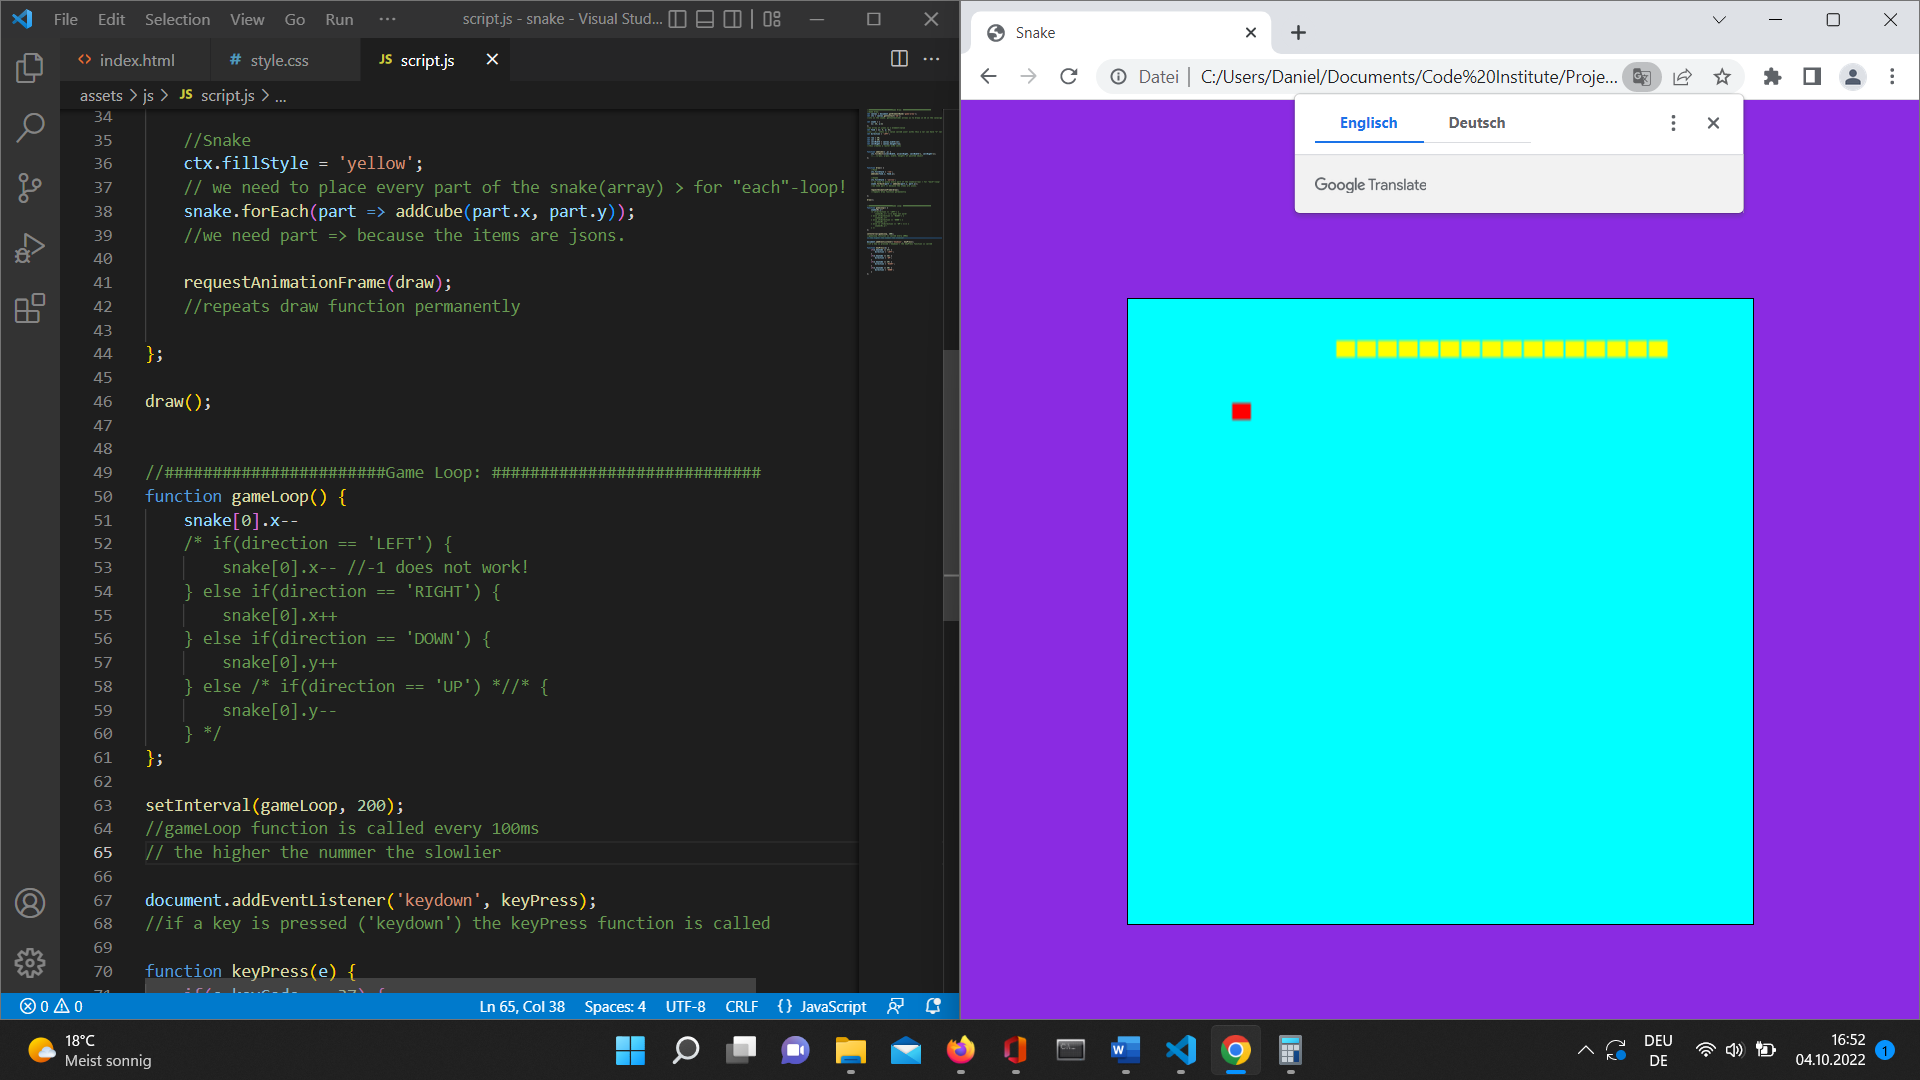 File Edit Selection View Go Run ··· script.js - snake - Visual Stud...
index.html # style.css JS script.js
assets > js > JS script.js > ...
34
35 //Snake
36 ctx.fillStyle = 'yellow';
37 // we need to place every part of the snake(array) > for "each"-loop!
38 snake.forEach(part => addCube(part.x, part.y));
39 //we need part => because the items are jsons.
40
41 requestAnimationFrame(draw);
42 //repeats draw function permanently
43
44 };
45
46 draw();
47
48
49 //#######################Game Loop: ############################
50 function gameLoop() {
51 snake[0].x--
52 /* if(direction == 'LEFT') {
53 snake[0].x-- //-1 does not work!
54 } else if(direction == 'RIGHT') {
55 snake[0].x++
56 } else if(direction == 'DOWN') {
57 snake[0].y++
58 } else /* if(direction == 'UP') *//* {
59 snake[0].y--
60 } */
61 };
62
63 setInterval(gameLoop, 200);
64 //gameLoop function is called every 100ms
65 // the higher the nummer the slowlier
66
67 document.addEventListener('keydown', keyPress);
68 //if a key is pressed ('keydown') the keyPress function is called
69
70 function keyPress(e) {
0 0 Ln 65, Col 38 Spaces: 4 UTF-8 CRLF {} JavaScript
Snake
Datei | C:/Users/Daniel/Documents/Code%20Institute/Proje...
Englisch Deutsch
Google Translate
18°C
Meist sonnig
DEU
DE
16:52
04.10.2022
1